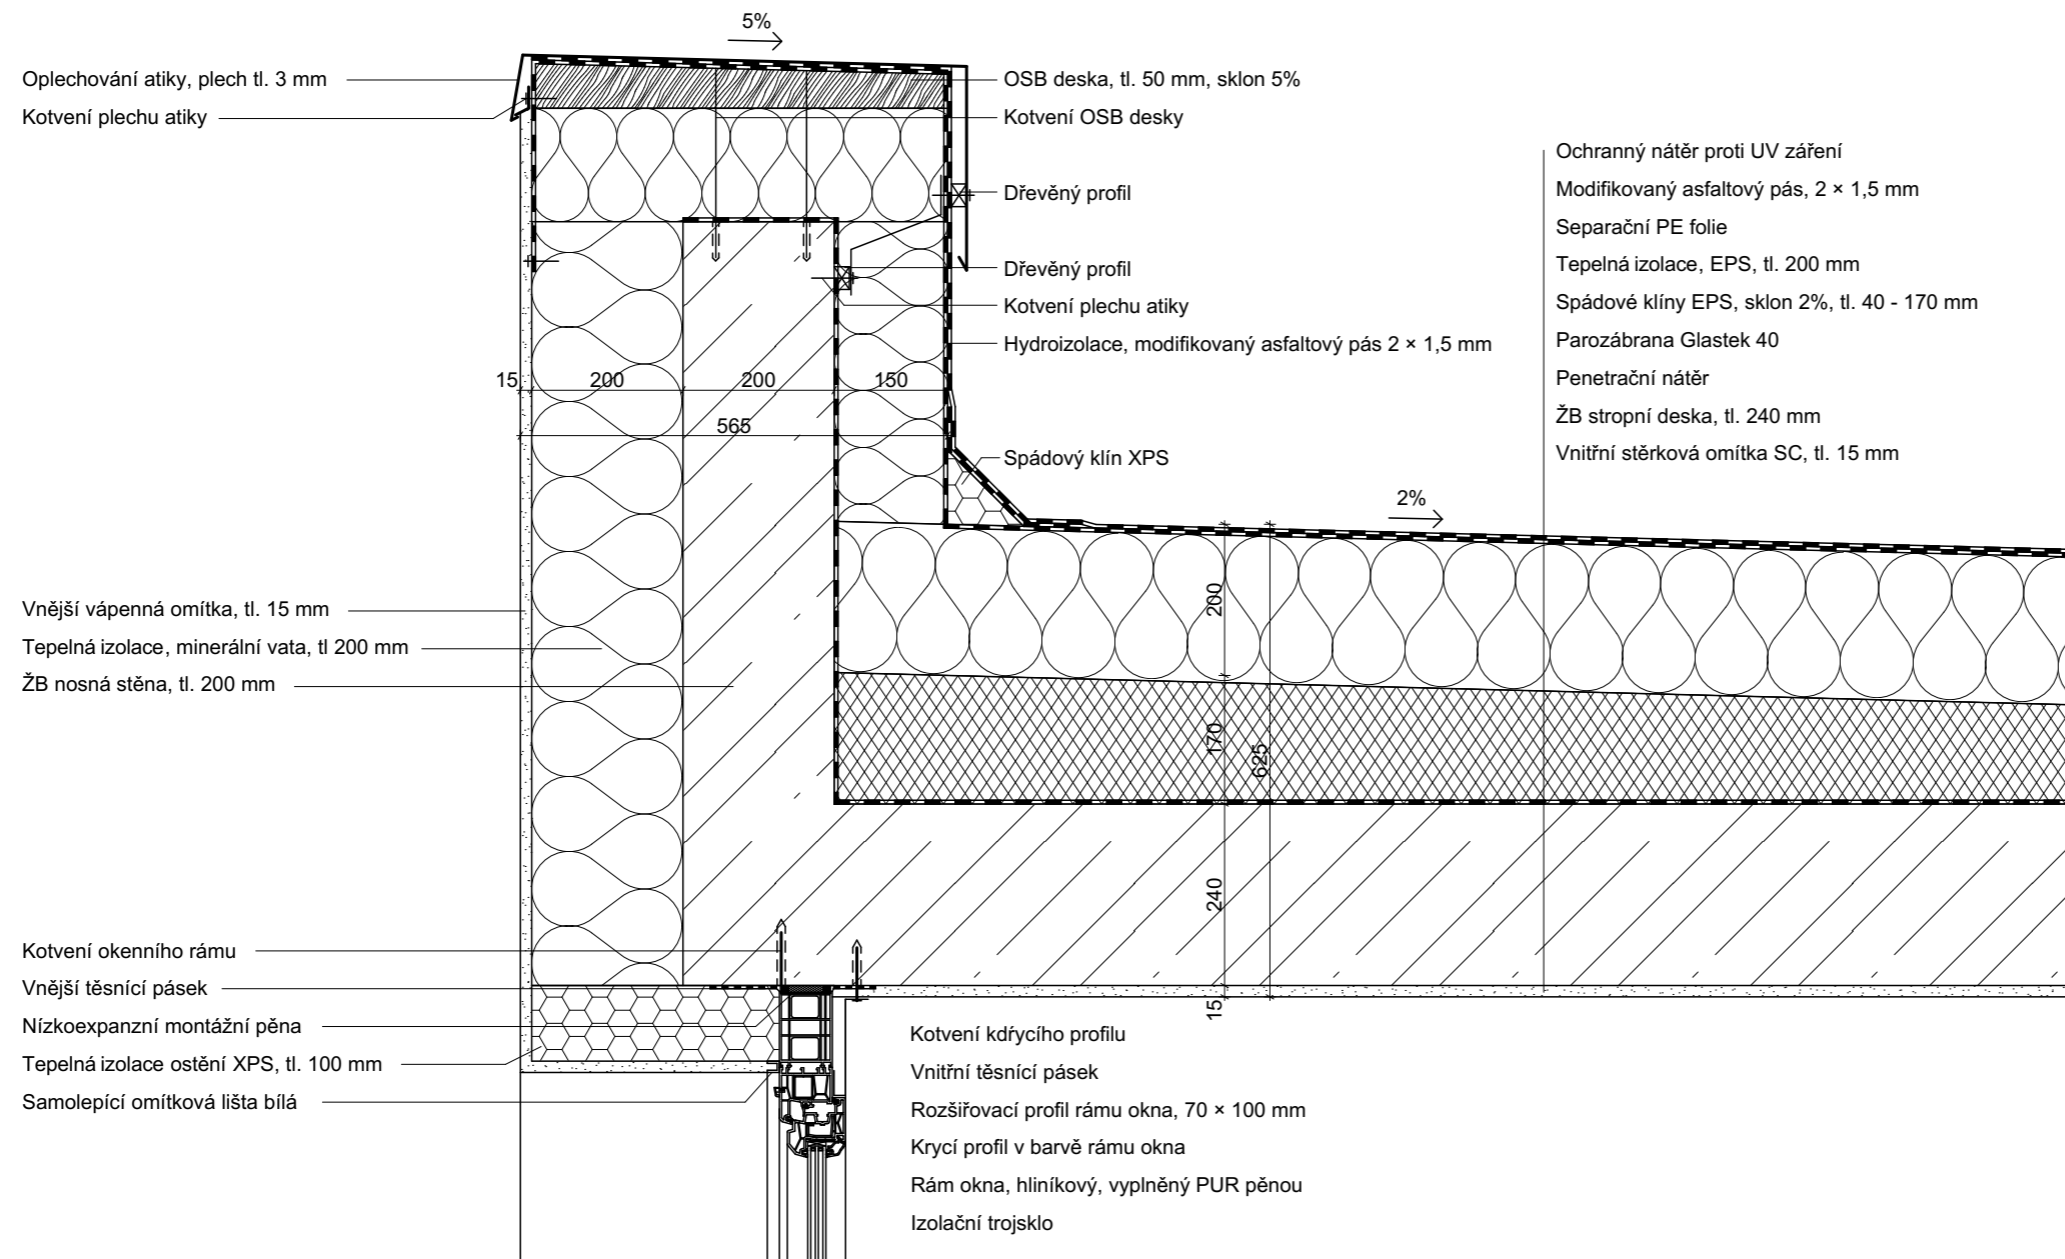 5%
Oplechování atiky, plech tl. 3 mm
Kotvení plechu atiky
OSB deska, tl. 50 mm, sklon 5%
Kotvení OSB desky
Dřevěný profil
Dřevěný profil
Kotvení plechu atiky
Hydroizolace, modifikovaný asfaltový pás 2 × 1,5 mm
Spádový klín XPS
Ochranný nátěr proti UV záření
Modifikovaný asfaltový pás, 2 × 1,5 mm
Separační PE folie
Tepelná izolace, EPS, tl. 200 mm
Spádové klíny EPS, sklon 2%, tl. 40 - 170 mm
Parozábrana Glastek 40
Penetrační nátěr
ŽB stropní deska, tl. 240 mm
Vnitřní stěrková omítka SC, tl. 15 mm
15 200 200 150
565
2%
200
170
625
240
15
Vnější vápenná omítka, tl. 15 mm
Tepelná izolace, minerální vata, tl 200 mm
ŽB nosná stěna, tl. 200 mm
Kotvení okenního rámu
Vnější těsnící pásek
Nízkoexpanzní montážní pěna
Tepelná izolace ostění XPS, tl. 100 mm
Samolepící omítková lišta bílá
Kotvení kdŕycího profilu
Vnitřní těsnící pásek
Rozšiřovací profil rámu okna, 70 × 100 mm
Krycí profil v barvě rámu okna
Rám okna, hliníkový, vyplněný PUR pěnou
Izolační trojsklo